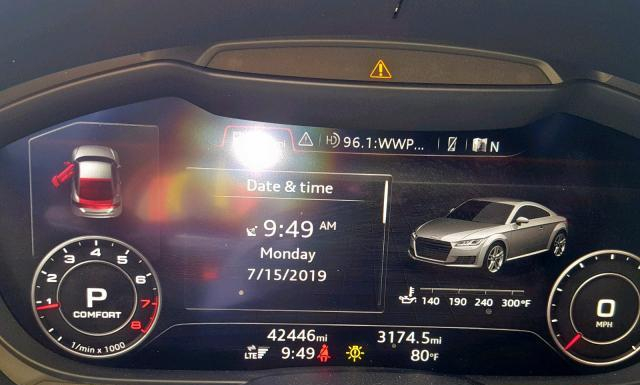 HD 96.1:WWP... N
Date & time
9:49 AM
Monday
7/15/2019
1 2 3 4 5 6 7 8
P
COMFORT
1/min x 1000
140 190 240 300°F
0
MPH
42446mi 3174.5mi
LTE 9:49 80°F